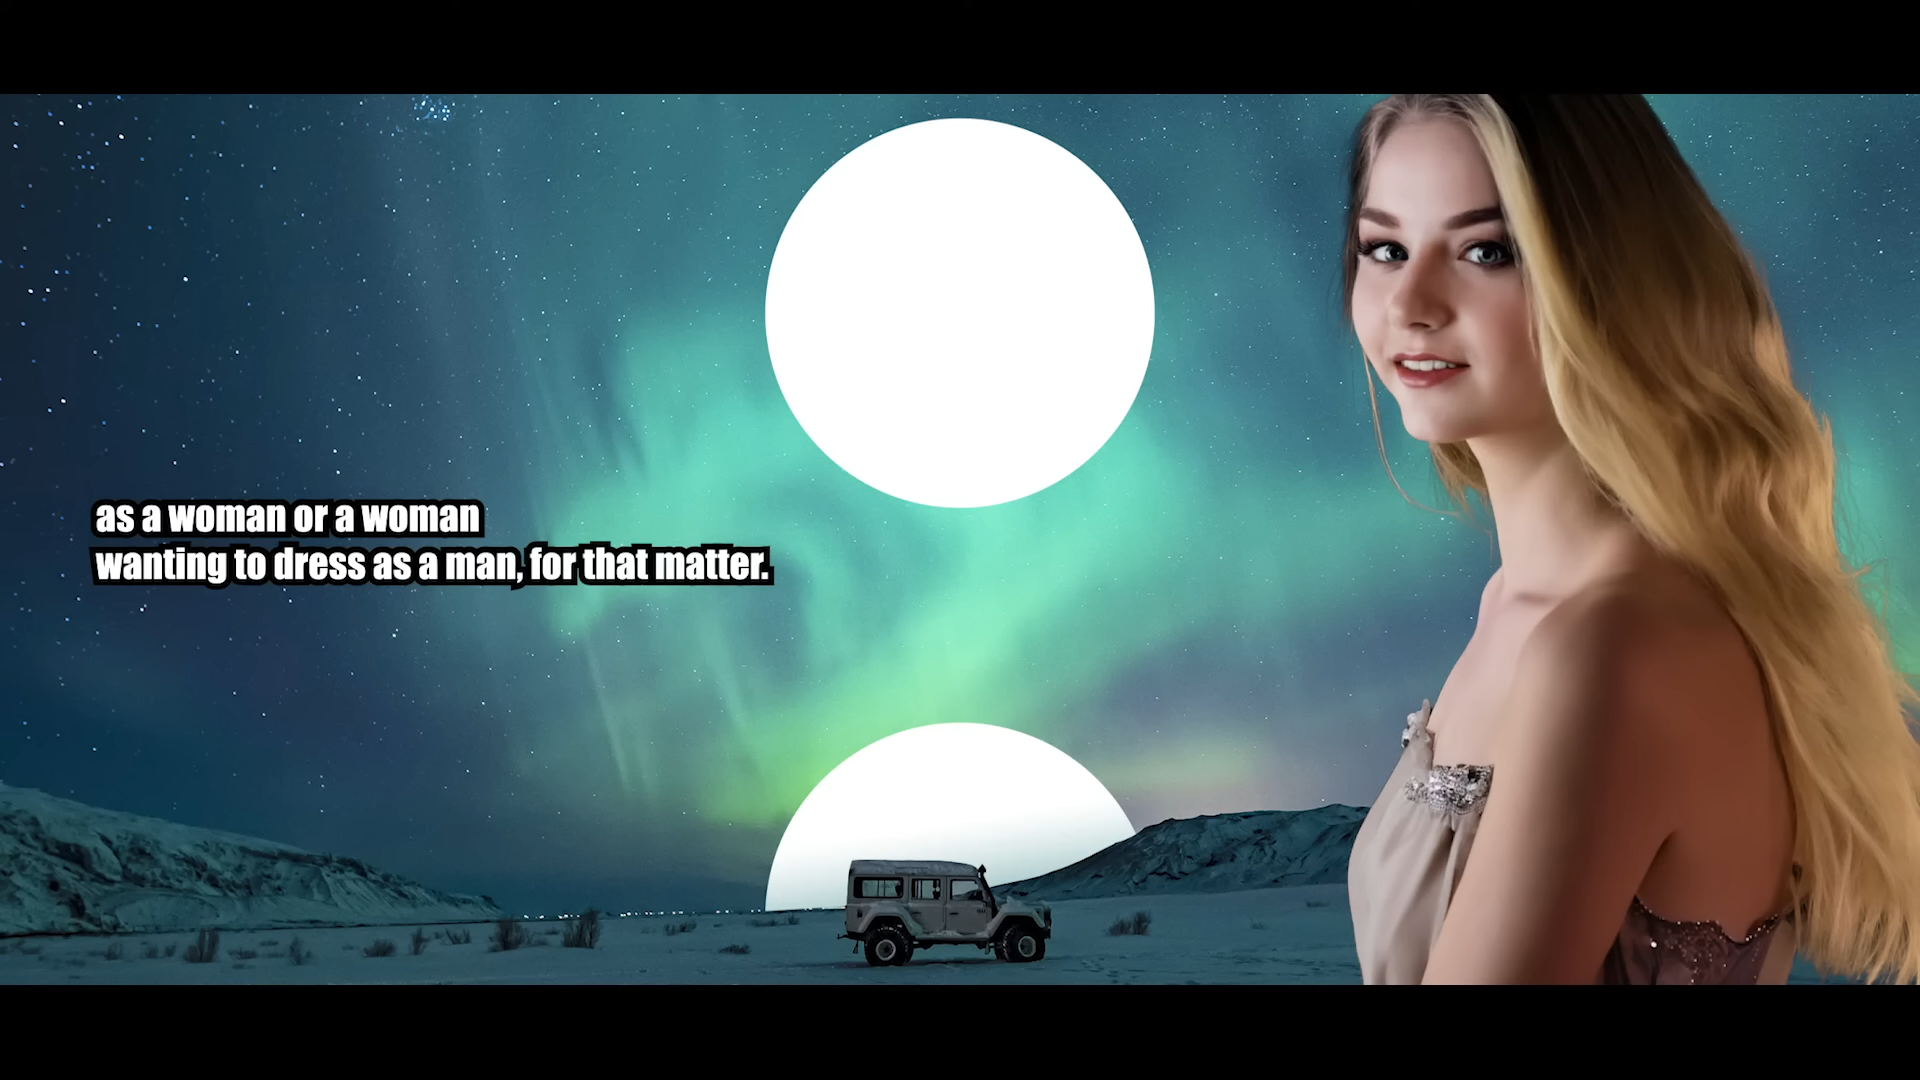 as a woman or a woman
wanting to dress as a man, for that matter.